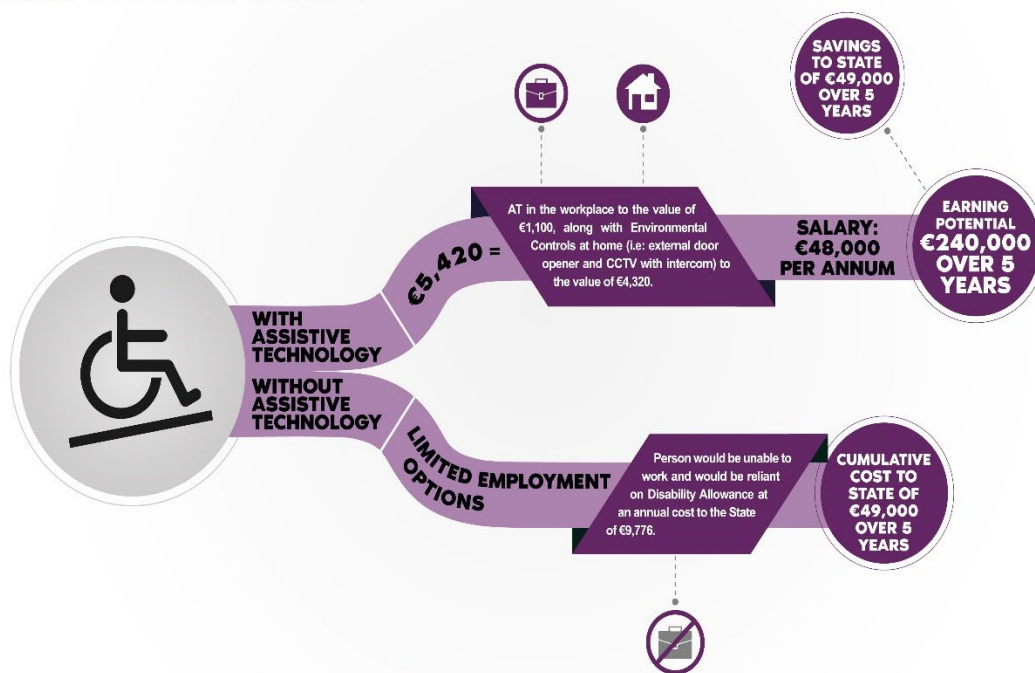 SAVINGS
TO STATE
OF €49,000
OVER 5
YEARS
WITH
ASSISTIVE
TECHNOLOGY
€5,420 =
AT in the workplace to the value of
€1,100, along with Environmental
Controls at home (i.e: external door
opener and CCTV with intercom) to
the value of €4,320.
SALARY:
€48,000
PER ANNUM
EARNING
POTENTIAL
€240,000
OVER 5
YEARS
WITHOUT
ASSISTIVE
TECHNOLOGY
LIMITED EMPLOYMENT
OPTIONS
Person would be unable to
work and would be reliant
on Disability Allowance at
an annual cost to the State
of €9,776.
CUMULATIVE
COST TO
STATE OF
€49,000
OVER 5
YEARS